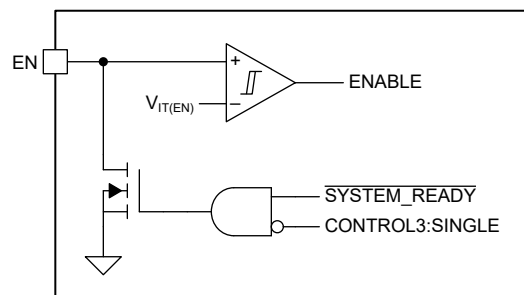 EN
+
ENABLE
V_IT(EN)
−
SYSTEM_READY
CONTROL3:SINGLE